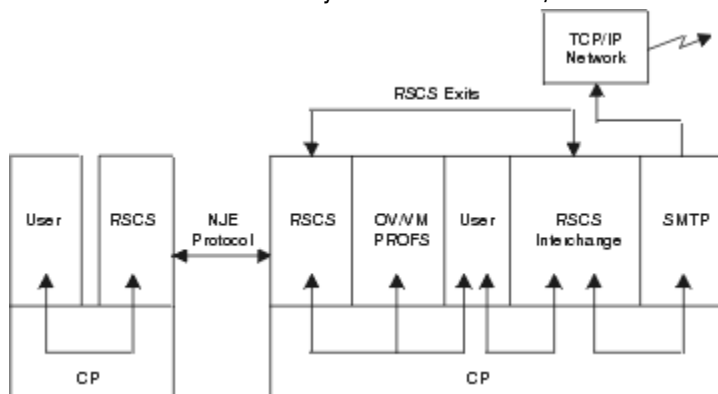 TCP/IP
Network
RSCS Exits
User
RSCS
NJE
Protocol
RSCS
OV/VM
PROFS
User
RSCS
Interchange
SMTP
CP
CP